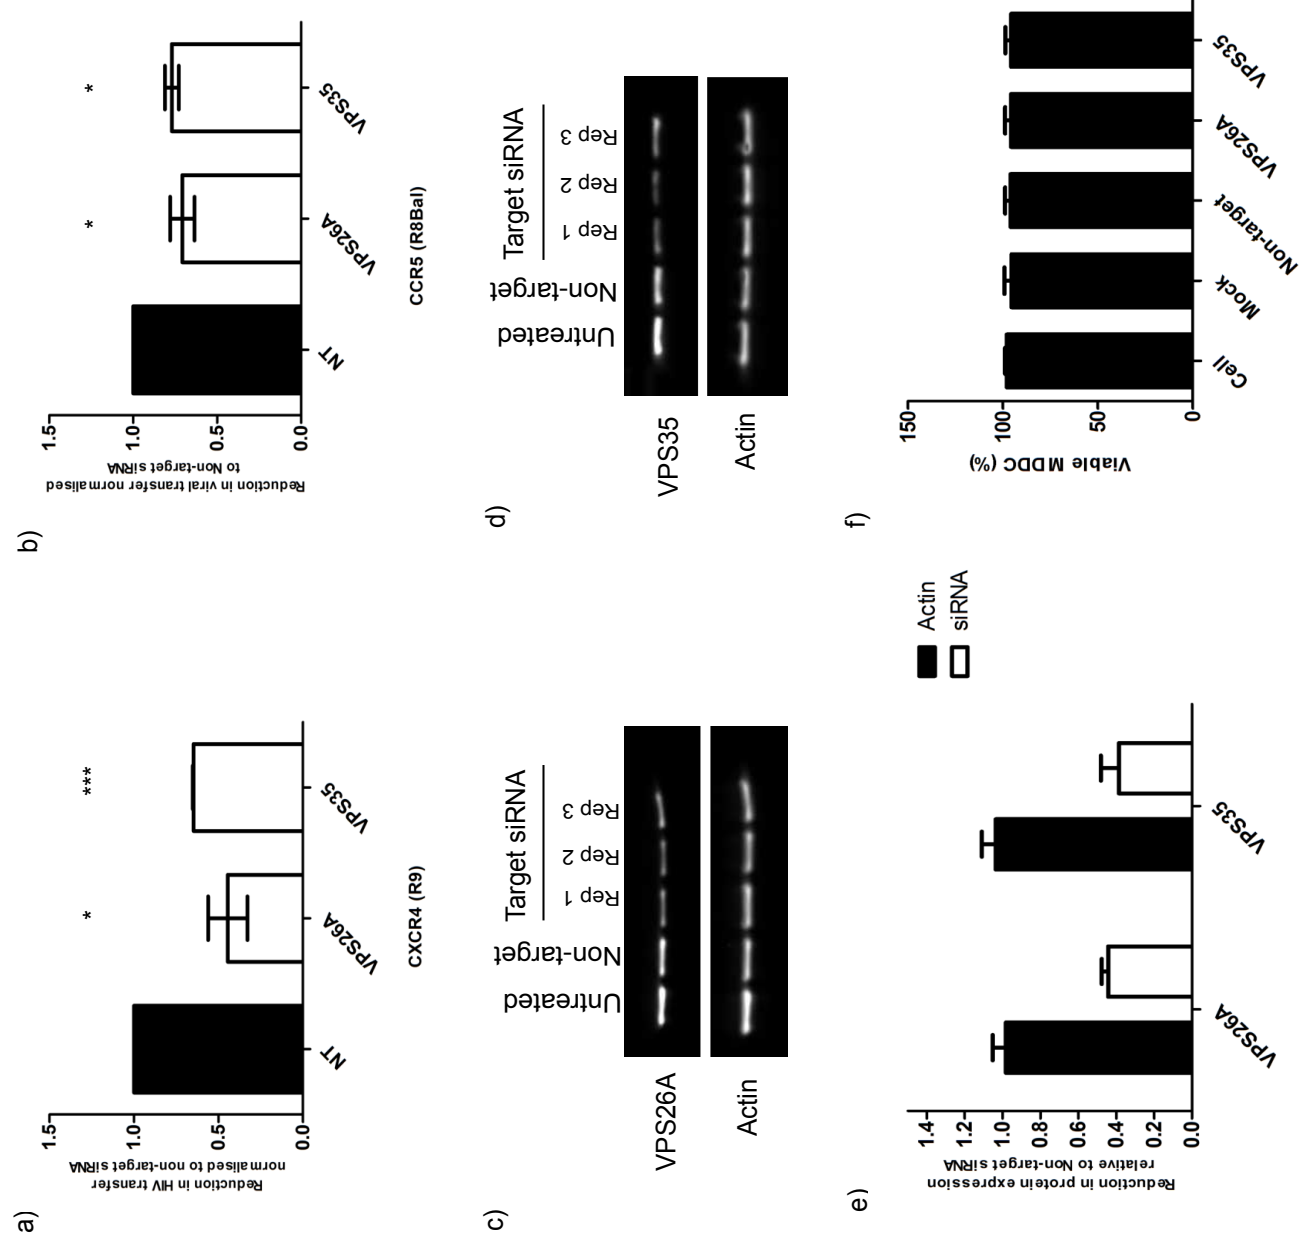 a)
Reduction in HIV transfer
normalised to non-target siRNA
1.5
1.0
0.5
0.0
*
***
NT
VPS26A
VPS35
CXCR4 (R9)
b)
Reduction in viral transfer normalised
to Non-target siRNA
1.5
1.0
0.5
0.0
*
*
NT
VPS26A
VPS35
CCR5 (R8Bal)
c)
Target siRNA
Untreated
Non-target
Rep 1
Rep 2
Rep 3
VPS26A
Actin
d)
Target siRNA
Untreated
Non-target
Rep 1
Rep 2
Rep 3
VPS35
Actin
e)
Reduction in protein expression
relative to Non-target siRNA
1.4
1.2
1.0
0.8
0.6
0.4
0.2
0.0
VPS26A
VPS35
Actin
siRNA
f)
Viable MDDC (%)
150
100
50
0
Cell
Mock
Non-target
VPS26A
VPS35